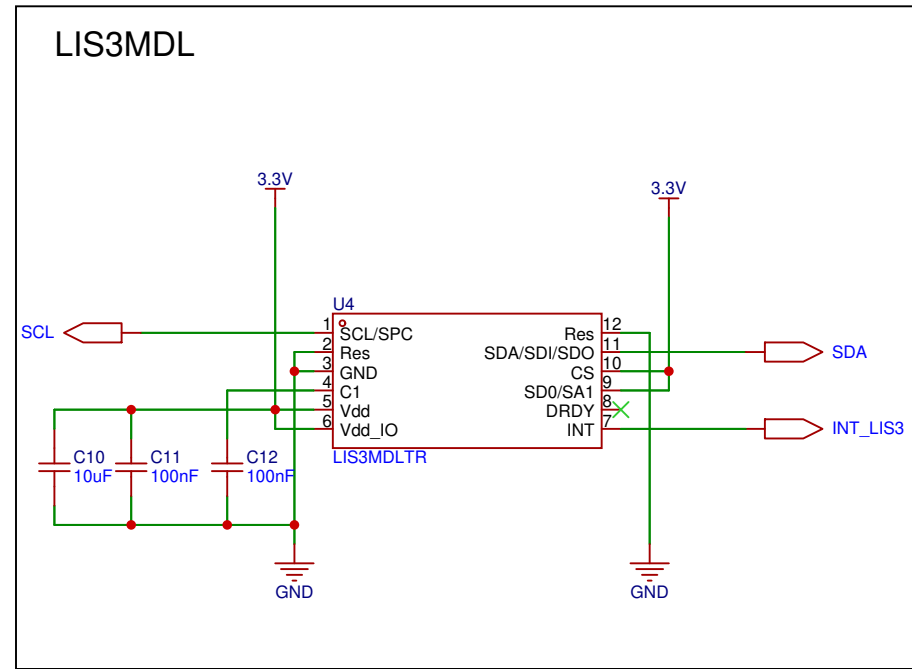 LIS3MDL
3.3V
3.3V
U4
SCL
1 SCL/SPC
2 Res
3 GND
4 C1
5 Vdd
6 Vdd_IO
Res 12
SDA/SDI/SDO 11
CS 10
SD0/SA1 9
DRDY 8
INT 7
SDA
INT_LIS3
LIS3MDLTR
C10
10uF
C11
100nF
C12
100nF
GND
GND